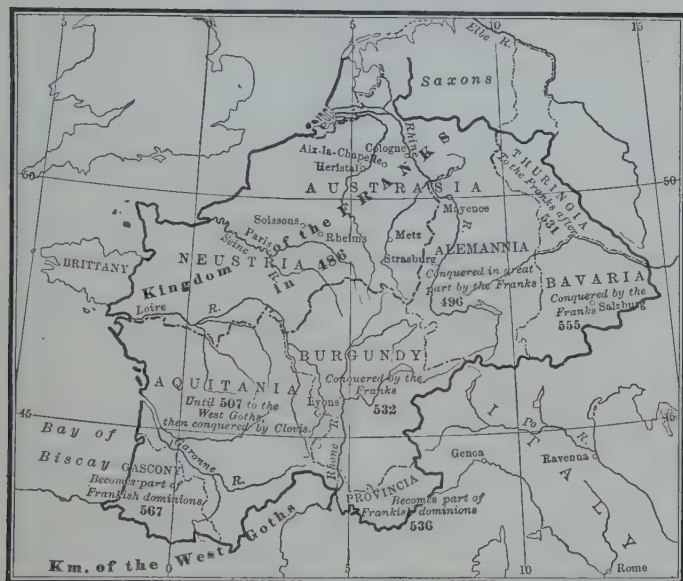 5
5
15
Elbe R.
Saxons
Rhine
Cologne
Aix-la-Chapelle
Heristal
50
50
THURINGIA
To the Franks after
531
AUSTRASIA
Kingdom of the FRANKS
in 486
Soissons
Rheims
Paris
Seine R.
Mayence
R.
Metz
Strasburg
NEUSTRIA
BRITTANY
ALEMANNIA
Conquered in great
part by the Franks
496
BAVARIA
Conquered by the
Franks
Salzburg
555
Loire R.
BURGUNDY
Conquered by the
Franks
532
Lyons
AQUITANIA
Until 507 to the
West Goths,
then conquered by Clovis.
45
45
Bay of
Biscay
Garonne
R.
Rhone R.
GASCONY
Becomes part of
Frankish dominions
567
PROVINCIA
Becomes part of
Frankish dominions
536
Genoa
Po R.
Ravenna
ITALY
Km. of the West Goths
5
10
Rome